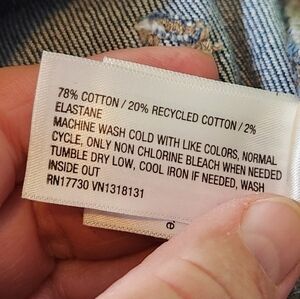 78% COTTON / 20% RECYCLED COTTON / 2%
ELASTANE
MACHINE WASH COLD WITH LIKE COLORS, NORMAL
CYCLE, ONLY NON CHLORINE BLEACH WHEN NEEDED
TUMBLE DRY LOW, COOL IRON IF NEEDED, WASH
INSIDE OUT
RN17730 VN1318131
e